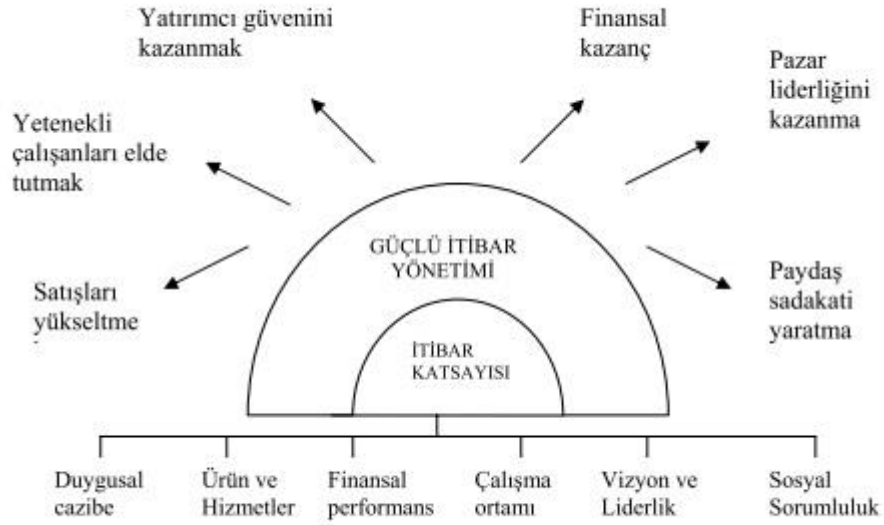 Yatırımcı güvenini
kazanmak
Finansal
kazanç
Pazar
liderliğini
kazanma
Yetenekli
çalışanları elde
tutmak
GÜÇLÜ İTİBAR
YÖNETİMİ
Satışları
yükseltme
Paydaş
sadakati
yaratma
İTİBAR
KATSAYISI
Duygusal
cazibe
Ürün ve
Hizmetler
Finansal
performans
Çalışma
ortamı
Vizyon ve
Liderlik
Sosyal
Sorumluluk